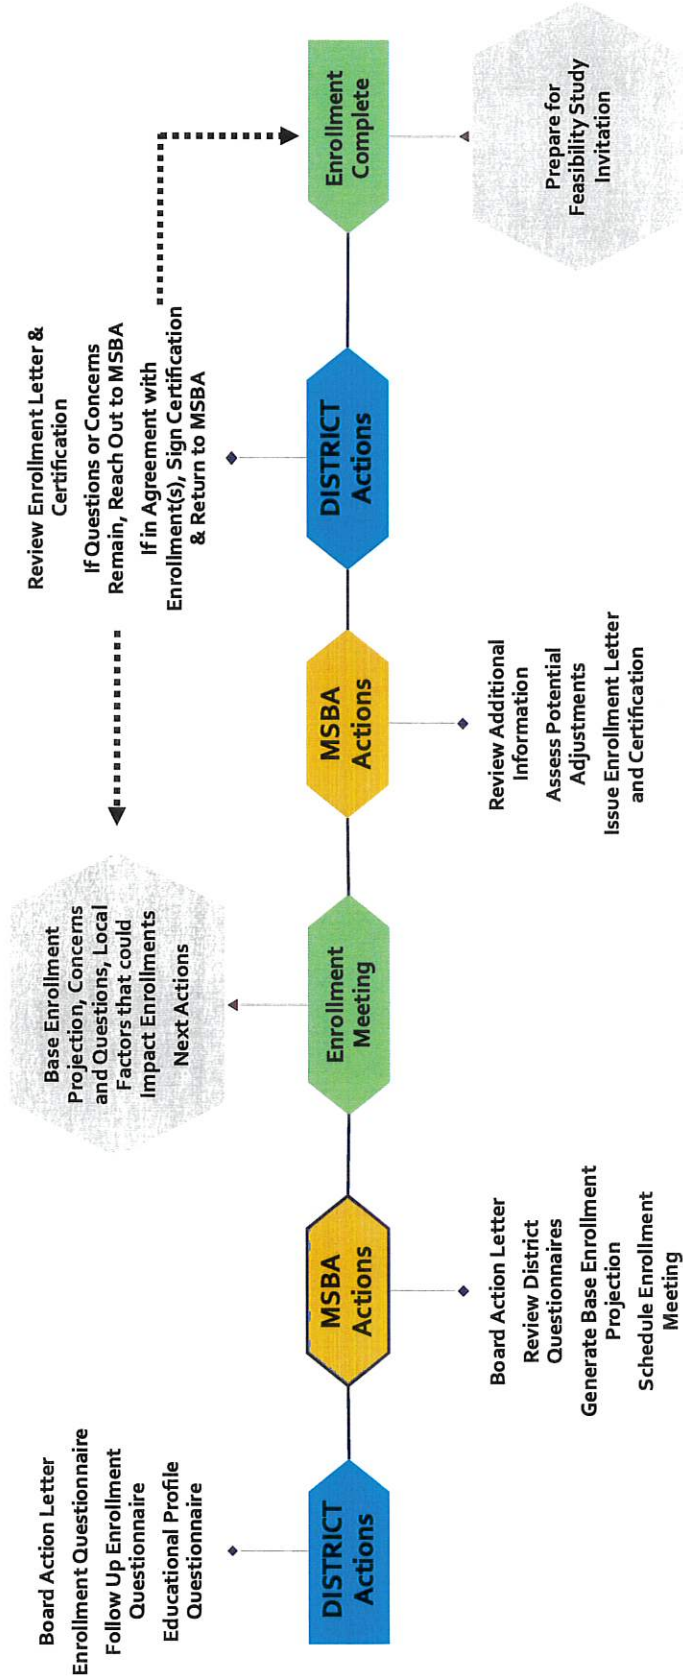 Board Action Letter
Enrollment Questionnaire
Follow Up Enrollment
Questionnaire
Educational Profile
Questionnaire
DISTRICT
Actions
MSBA
Actions
Board Action Letter
Review District
Questionnaires
Generate Base Enrollment
Projection
Schedule Enrollment
Meeting
Base Enrollment
Projection, Concerns
and Questions, Local
Factors that could
Impact Enrollments
Next Actions
Enrollment
Meeting
MSBA
Actions
Review Additional
Information
Assess Potential
Adjustments
Issue Enrollment Letter
and Certification
Review Enrollment Letter &
Certification
If Questions or Concerns
Remain, Reach Out to MSBA
If in Agreement with
Enrollment(s), Sign Certification
& Return to MSBA
DISTRICT
Actions
Enrollment
Complete
Prepare for
Feasibility Study
Invitation